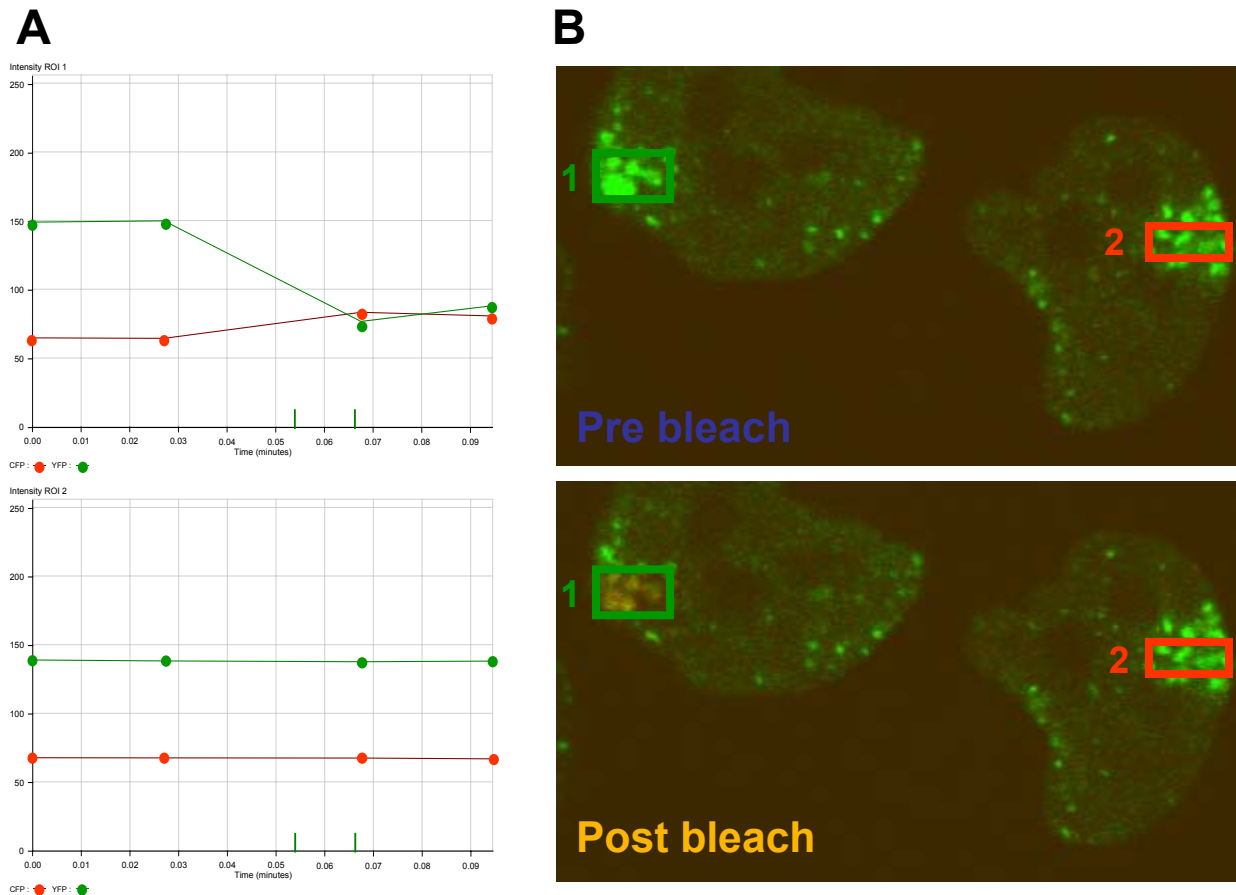 A
B
Intensity ROI 1
250
200
150
100
50
0
0.00 0.01 0.02 0.03 0.04 0.05 0.06 0.07 0.08 0.09
Time (minutes)
CFP : YFP :
Intensity ROI 2
250
200
150
100
50
0
0.00 0.01 0.02 0.03 0.04 0.05 0.06 0.07 0.08 0.09
Time (minutes)
CFP : YFP :
1
2
Pre bleach
1
2
Post bleach